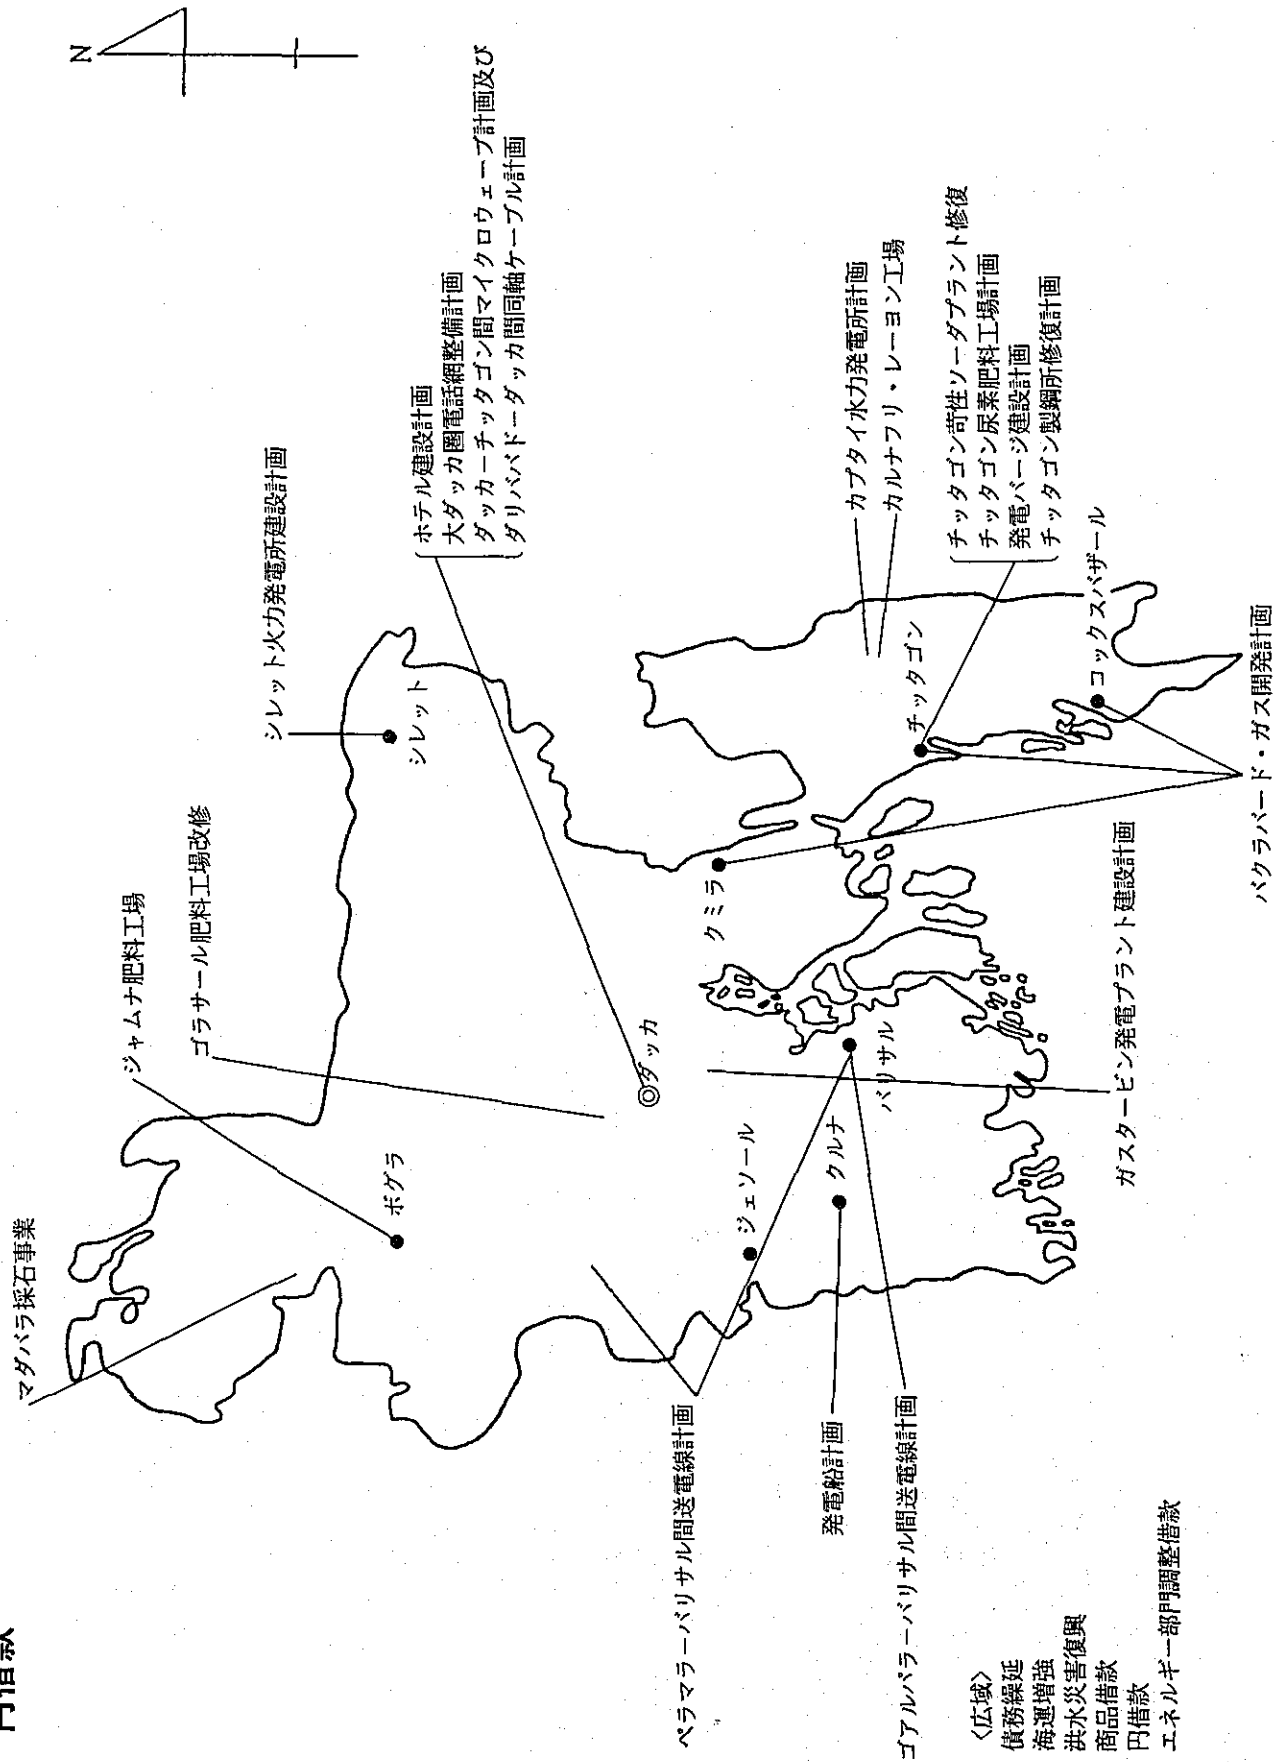 円借款
N
マダパラ採石事業
ジャムナ肥料工場
ゴラサール肥料工場改修
シレット火力発電所建設計画
ホテル建設計画
大ダッカ圏電話網整備計画
ダッカーチッタゴン間マイクロウェーブ計画及び
ダリババドーダッカ間同軸ケーブル計画
ボグラ
シレット
ダッカ
クミラ
ジェソール
クルナ
バリサル
チッタゴン
コックスバザール
カプタイ水力発電所計画
カルナフリ・レーヨン工場
チッタゴン苛性ソーダプラント修復
チッタゴン尿素肥料工場計画
発電バージ建設計画
チッタゴン製鋼所修復計画
バクラバード・ガス開発計画
ガスタービン発電プラント建設計画
ペラマラーバリサル間送電線計画
発電船計画
ゴアルパラーバリサル間送電線計画
〈広域〉
債務繰延
海運増強
洪水災害復興
商品借款
円借款
エネルギー部門調整借款